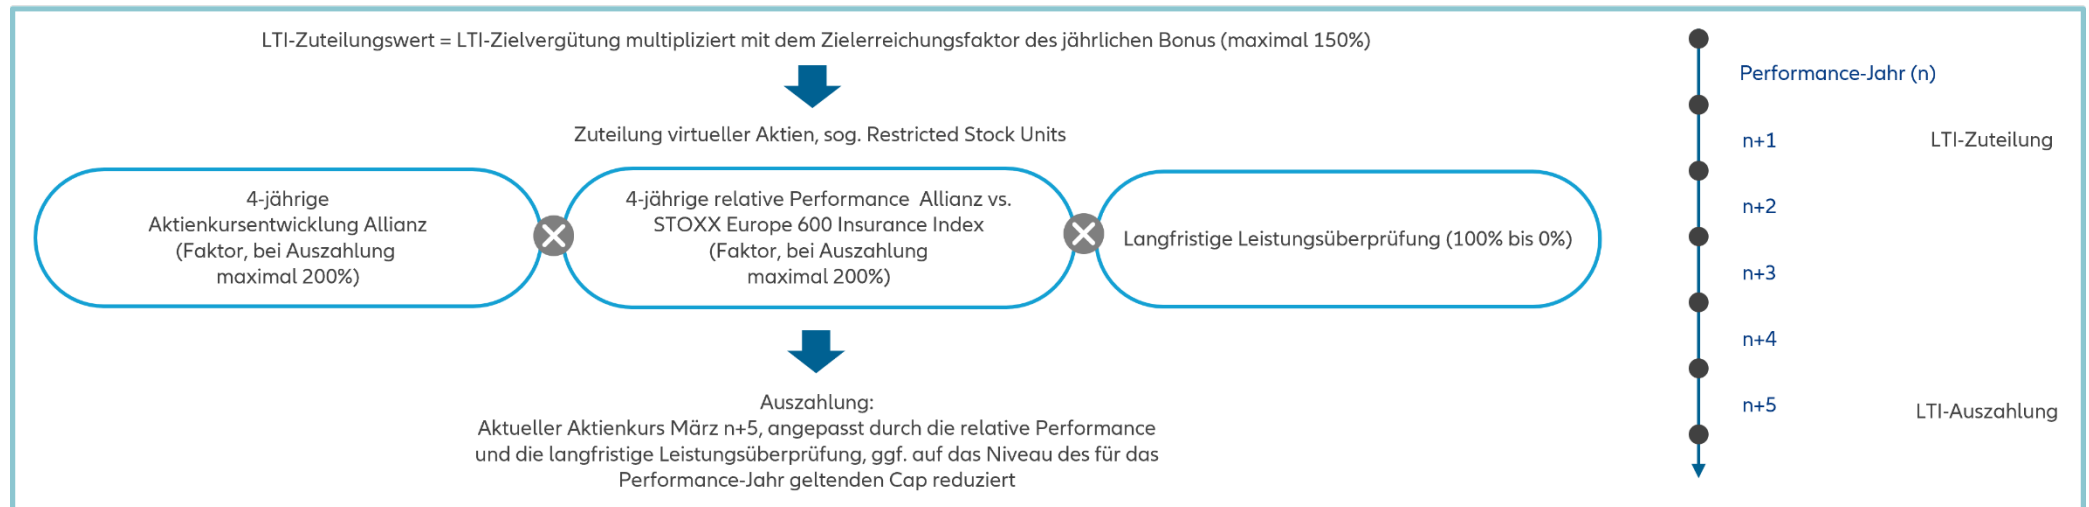 LTI-Zuteilungswert = LTI-Zielvergütung multipliziert mit dem Zielerreichungsfaktor des jährlichen Bonus (maximal 150%)
Zuteilung virtueller Aktien, sog. Restricted Stock Units
4-jährige
Aktienkursentwicklung Allianz
(Faktor, bei Auszahlung
maximal 200%)
4-jährige relative Performance Allianz vs.
STOXX Europe 600 Insurance Index
(Faktor, bei Auszahlung
maximal 200%)
Langfristige Leistungsüberprüfung (100% bis 0%)
Auszahlung:
Aktueller Aktienkurs März n+5, angepasst durch die relative Performance
und die langfristige Leistungsüberprüfung, ggf. auf das Niveau des für das
Performance-Jahr geltenden Cap reduziert
Performance-Jahr (n)
n+1 LTI-Zuteilung
n+2
n+3
n+4
n+5 LTI-Auszahlung